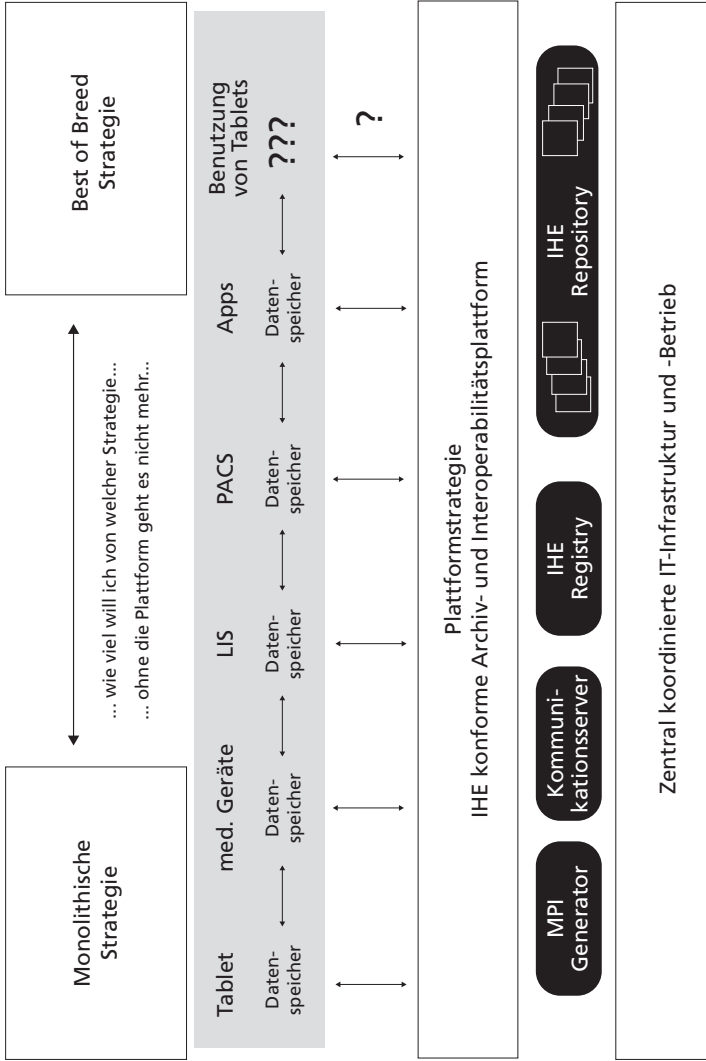 Monolithische
Strategie
... wie viel will ich von welcher Strategie...
... ohne die Plattform geht es nicht mehr...
Best of Breed
Strategie
Tablet
Daten-
speicher
med. Geräte
Daten-
speicher
LIS
Daten-
speicher
PACS
Daten-
speicher
Apps
Daten-
speicher
Benutzung
von Tablets
???
?
Plattformstrategie
IHE konforme Archiv- und Interoperabilitätsplattform
MPI
Generator
Kommuni-
kationsserver
IHE
Registry
IHE
Repository
Zentral koordinierte IT-Infrastruktur und -Betrieb